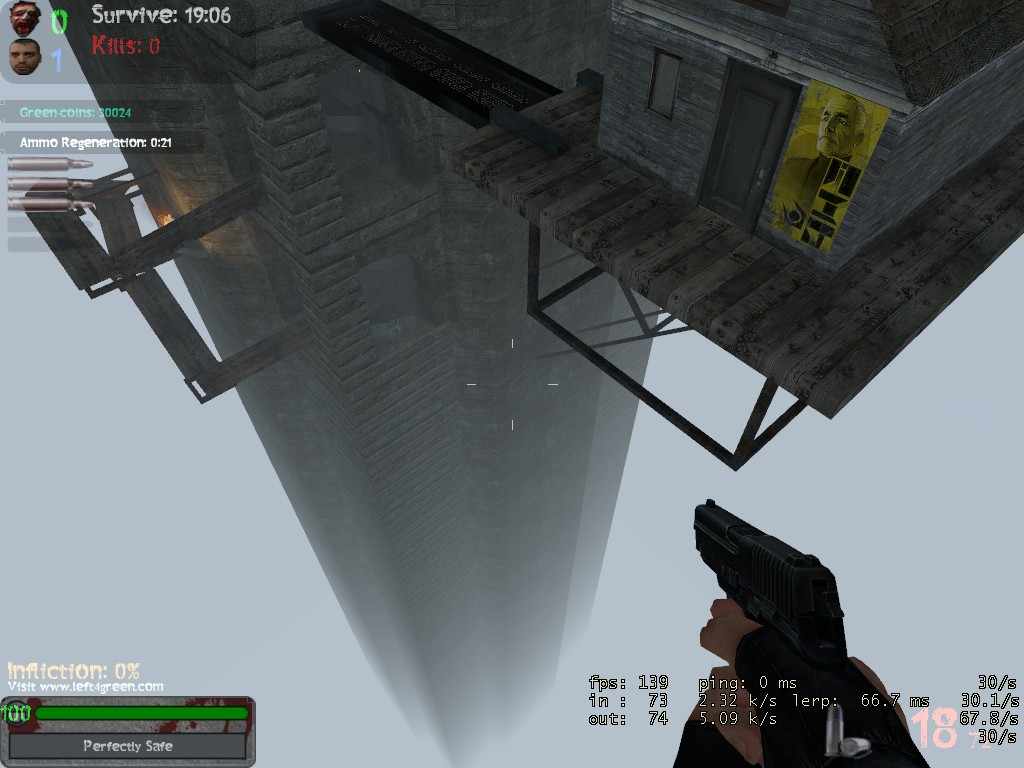 0 Survive: 19:06
1 Kills: 0
Green-coins: 30024
Ammo Regeneration: 0:21
Infliction: 0%
Visit www.left4green.com
100
Perfectly Safe
fps: 139 ping: 0 ms 30/s
in : 73 2.32 k/s lerp: 66.7 ms 30.1/s
out: 74 5.09 k/s 67.8/s
18 72 30/s